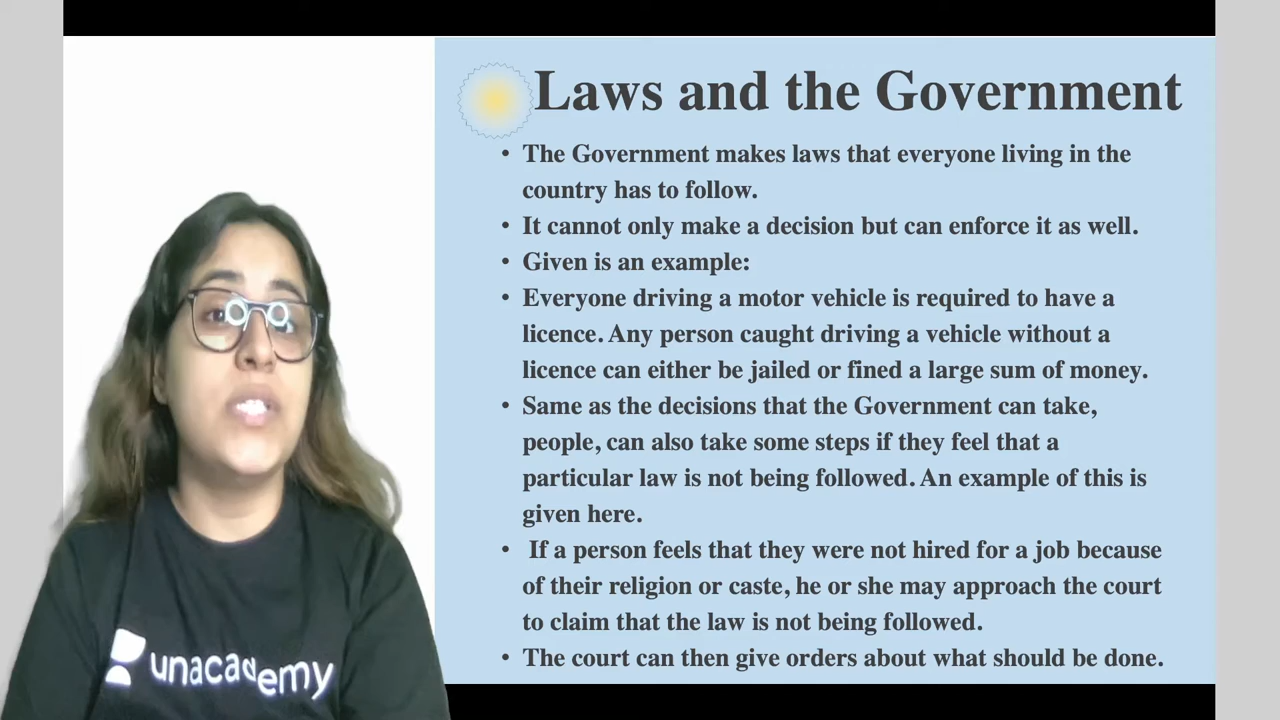 Laws and the Government
• The Government makes laws that everyone living in the
country has to follow.
• It cannot only make a decision but can enforce it as well.
• Given is an example:
• Everyone driving a motor vehicle is required to have a
licence. Any person caught driving a vehicle without a
licence can either be jailed or fined a large sum of money.
• Same as the decisions that the Government can take,
people, can also take some steps if they feel that a
particular law is not being followed. An example of this is
given here.
• If a person feels that they were not hired for a job because
of their religion or caste, he or she may approach the court
to claim that the law is not being followed.
• The court can then give orders about what should be done.
unacademy